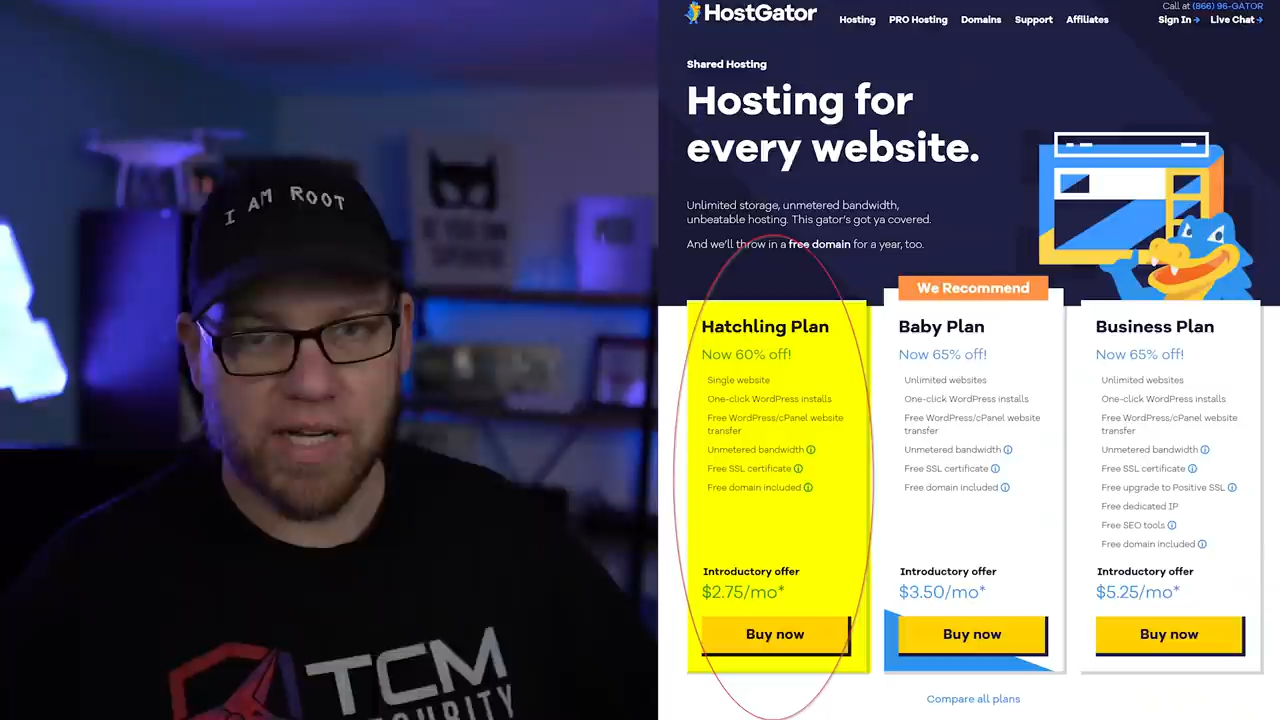 I AM ROOT
TCM
SECURITY
HostGator
Hosting
PRO Hosting
Domains
Support
Affiliates
Call at (866) 96-GATOR
Sign In
Live Chat
Shared Hosting
Hosting for
every website.
Unlimited storage, unmetered bandwidth,
unbeatable hosting. This gator's got ya covered.
And we'll throw in a free domain for a year, too.
Hatchling Plan
Now 60% off!
Single website
One-click WordPress installs
Free WordPress/cPanel website
transfer
Unmetered bandwidth
Free SSL certificate
Free domain included
Introductory offer
$2.75/mo*
Buy now
We Recommend
Baby Plan
Now 65% off!
Unlimited websites
One-click WordPress installs
Free WordPress/cPanel website
transfer
Unmetered bandwidth
Free SSL certificate
Free domain included
Introductory offer
$3.50/mo*
Buy now
Business Plan
Now 65% off!
Unlimited websites
One-click WordPress installs
Free WordPress/cPanel website
transfer
Unmetered bandwidth
Free SSL certificate
Free upgrade to Positive SSL
Free dedicated IP
Free SEO tools
Free domain included
Introductory offer
$5.25/mo*
Buy now
Compare all plans